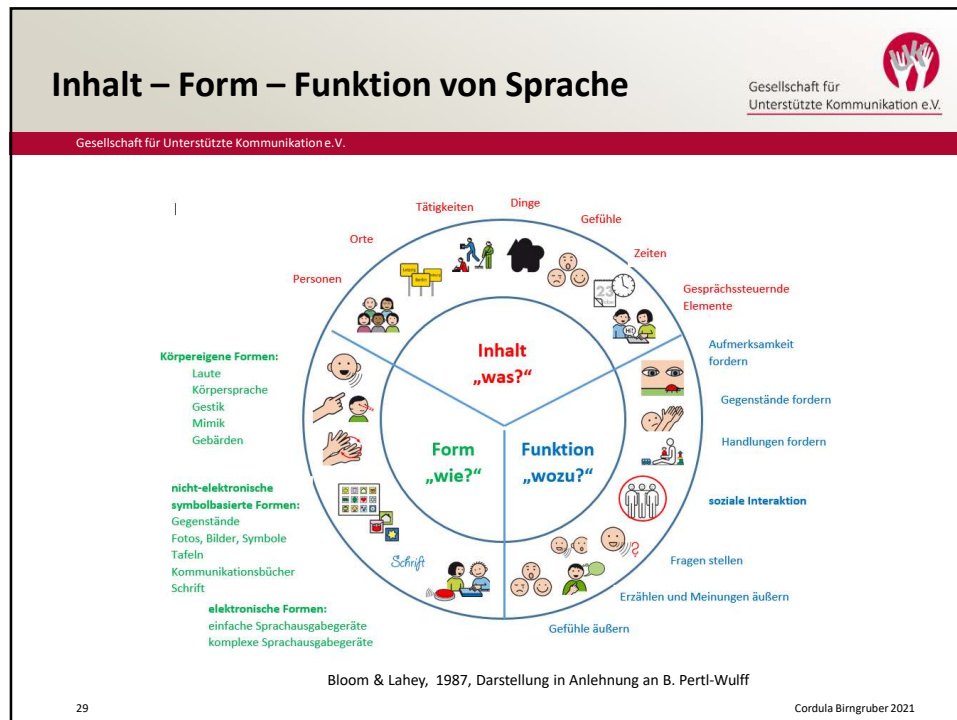 Inhalt – Form – Funktion von Sprache
Gesellschaft für
Unterstützte Kommunikation e.V.
Gesellschaft für Unterstützte Kommunikation e.V.
Tätigkeiten
Dinge
Gefühle
Orte
Zeiten
Personen
Gesprächssteuernde
Elemente
Inhalt
„was?“
Aufmerksamkeit
fordern
Gegenstände fordern
Handlungen fordern
soziale Interaktion
Fragen stellen
Erzählen und Meinungen äußern
Gefühle äußern
Funktion
„wozu?“
Form
„wie?“
Körpereigene Formen:
Laute
Körpersprache
Gestik
Mimik
Gebärden
nicht-elektronische
symbolbasierte Formen:
Gegenstände
Fotos, Bilder, Symbole
Tafeln
Kommunikationsbücher
Schrift
elektronische Formen:
einfache Sprachausgabegeräte
komplexe Sprachausgabegeräte
Berlin
23
Hi!
Schrift
?
Bloom & Lahey, 1987, Darstellung in Anlehnung an B. Pertl-Wulff
29
Cordula Birngruber 2021